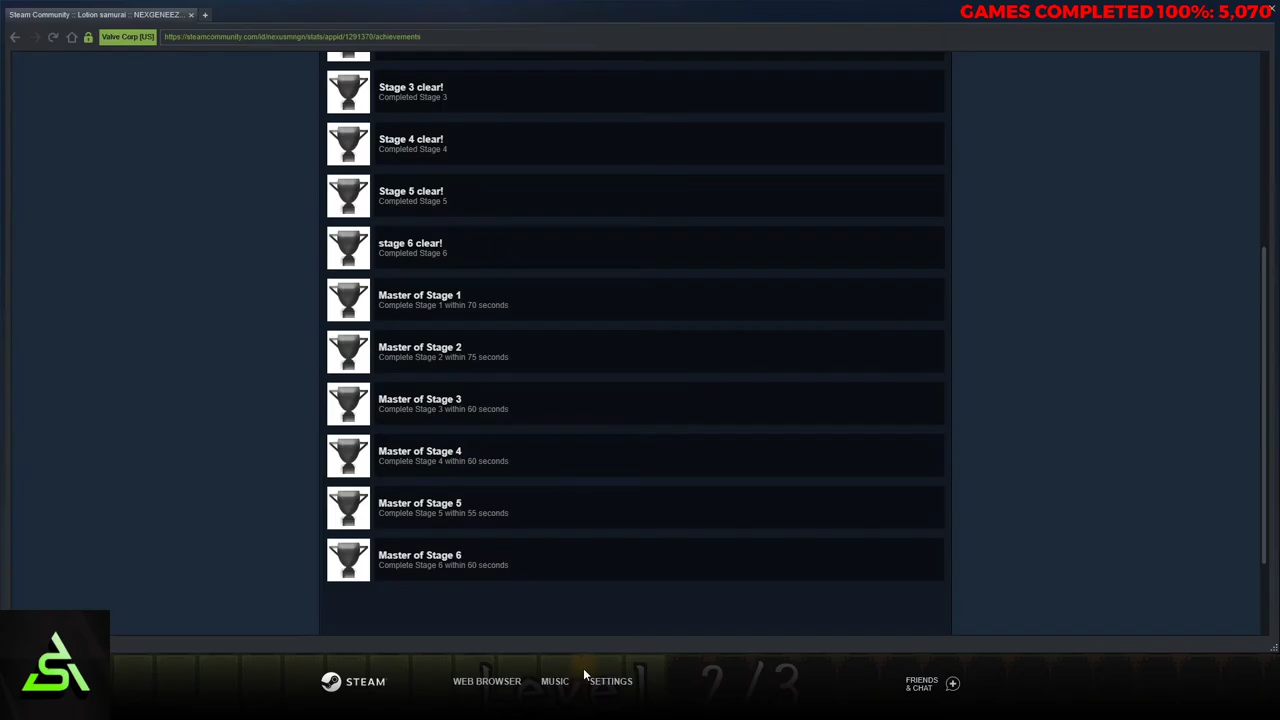 Steam Community :: Lotion samurai :: NEXGENEEZ...
GAMES COMPLETED 100%: 5,070
Valve Corp [US]
https://steamcommunity.com/id/nexusmngn/stats/appid/1291370/achievements
Stage 3 clear!
Completed Stage 3
Stage 4 clear!
Completed Stage 4
Stage 5 clear!
Completed Stage 5
stage 6 clear!
Completed Stage 6
Master of Stage 1
Complete Stage 1 within 70 seconds
Master of Stage 2
Complete Stage 2 within 75 seconds
Master of Stage 3
Complete Stage 3 within 60 seconds
Master of Stage 4
Complete Stage 4 within 60 seconds
Master of Stage 5
Complete Stage 5 within 55 seconds
Master of Stage 6
Complete Stage 6 within 60 seconds
Level 2/3
STEAM
WEB BROWSER MUSIC SETTINGS
FRIENDS
& CHAT